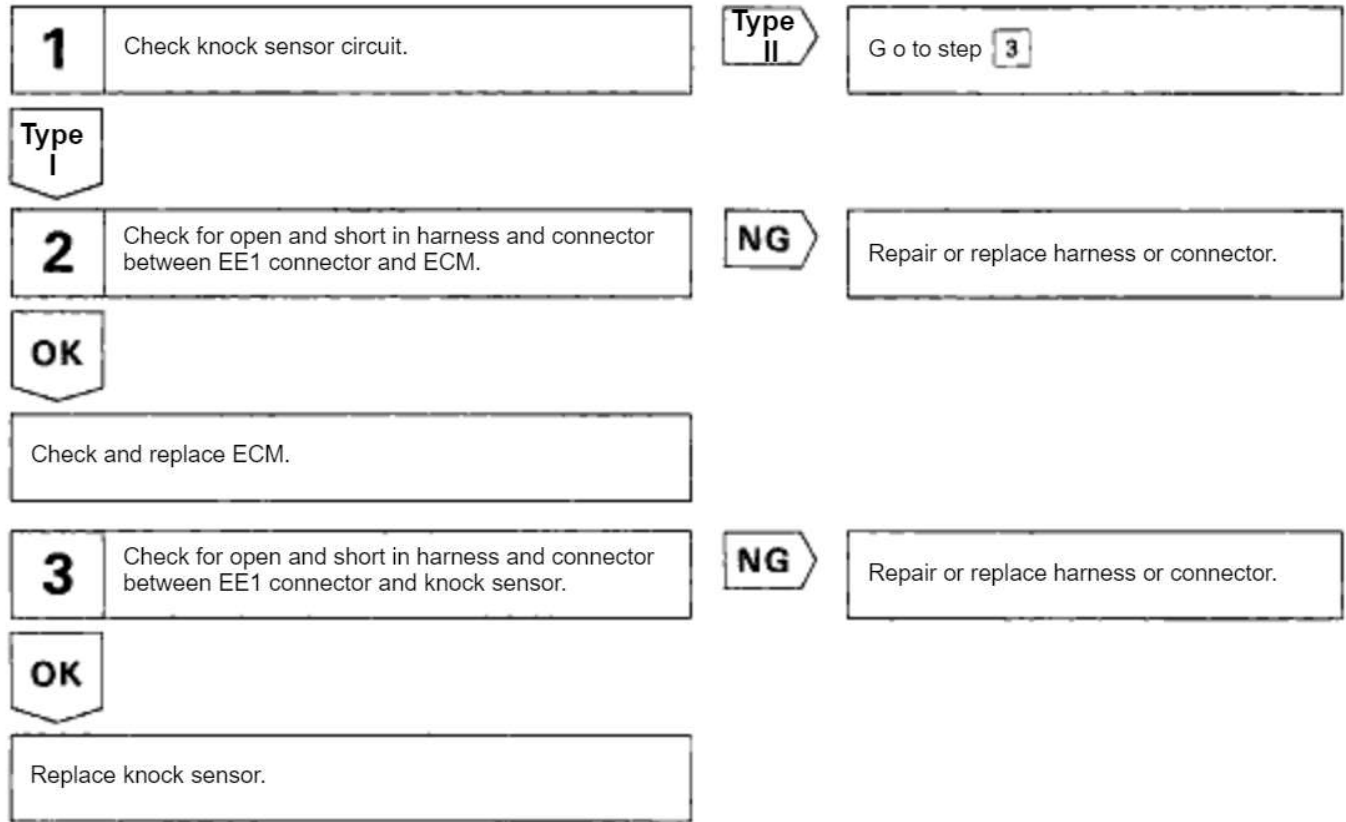 1
Check knock sensor circuit.
Type
II
G o to step 3
Type
I
2
Check for open and short in harness and connector
between EE1 connector and ECM.
NG
Repair or replace harness or connector.
OK
Check and replace ECM.
3
Check for open and short in harness and connector
between EE1 connector and knock sensor.
NG
Repair or replace harness or connector.
OK
Replace knock sensor.